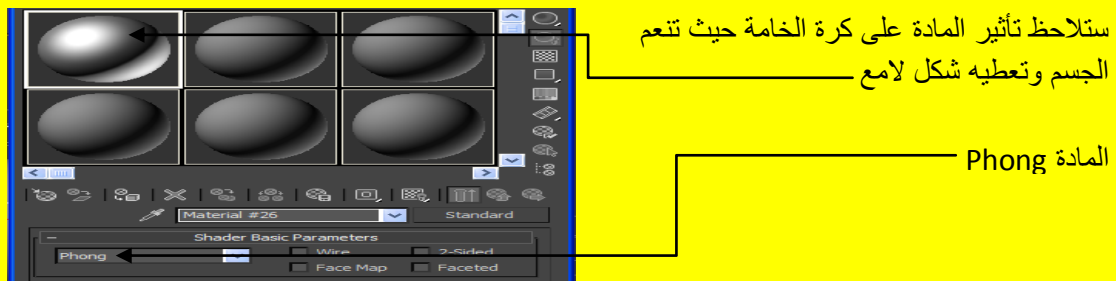 ستلاحظ تأثير المادة على كرة الخامة حيث تنعم
الجسم وتعطيه شكل لامع
المادة Phong
Material #26
Standard
Shader Basic Parameters
Phong
Wire
2-Sided
Face Map
Faceted